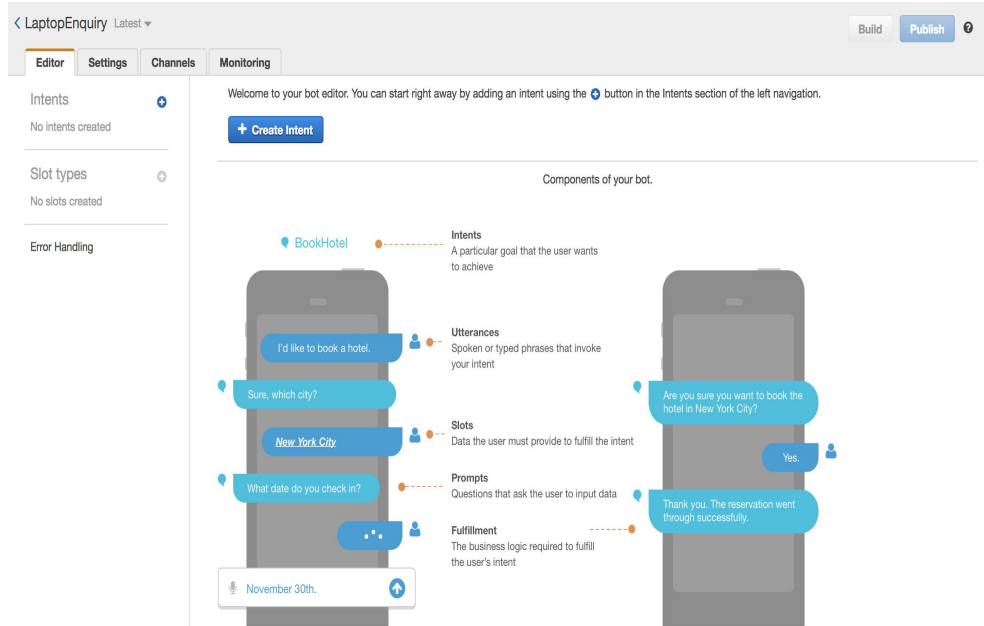 LaptopEnquiry Latest
Build Publish
Editor Settings Channels Monitoring
Intents
No intents created
Slot types
No slots created
Error Handling
Welcome to your bot editor. You can start right away by adding an intent using the button in the Intents section of the left navigation.
+ Create Intent
Components of your bot.
BookHotel
Intents
A particular goal that the user wants
to achieve
I'd like to book a hotel.
Utterances
Spoken or typed phrases that invoke
your intent
Sure, which city?
New York City
Slots
Data the user must provide to fulfill the intent
What date do you check in?
Prompts
Questions that ask the user to input data
Fulfillment
The business logic required to fulfill
the user's intent
November 30th.
Are you sure you want to book the
hotel in New York City?
Yes.
Thank you. The reservation went
through successfully.